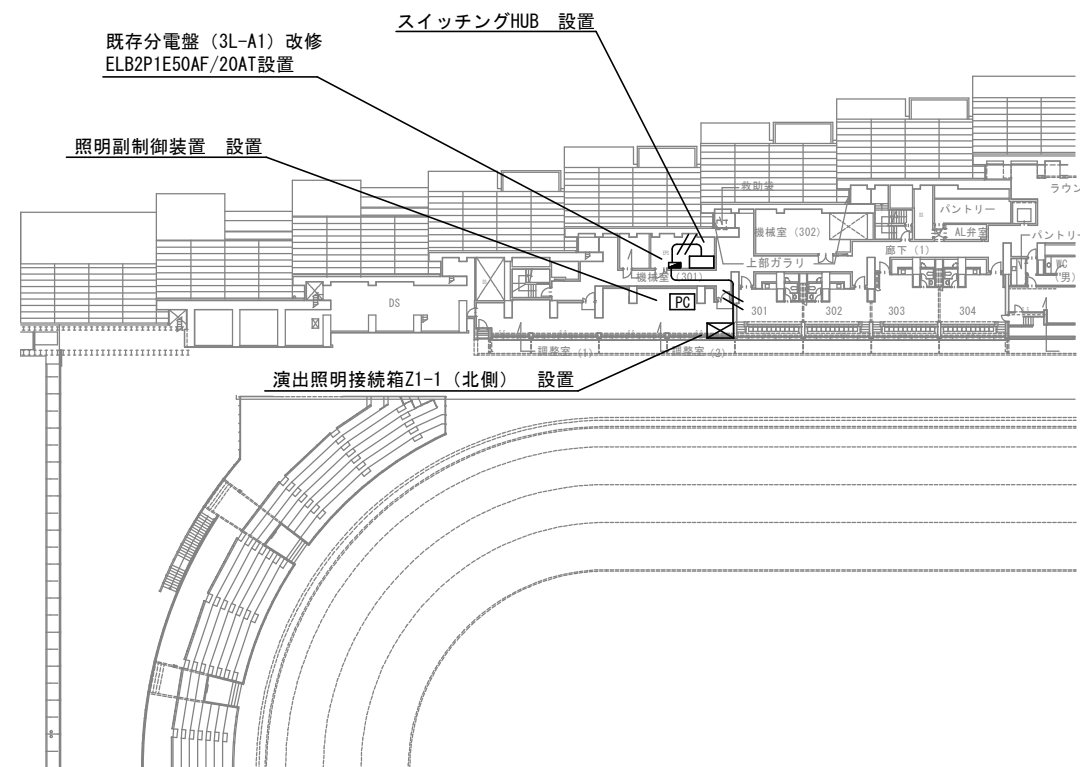 スイッチングHUB　設置
既存分電盤（3L-A1）改修
ELB2P1E50AF/20AT設置
照明副制御装置　設置
救助袋
ラウン
パントリー
機械室（302）
AL弁室
パントリー
廊下（1）
上部ガラリ
WC
（男）
機械室（301）
DS
PC
301
302
303
304
調整室（1）
調整室（2）
演出照明接続箱Z1-1（北側）　設置